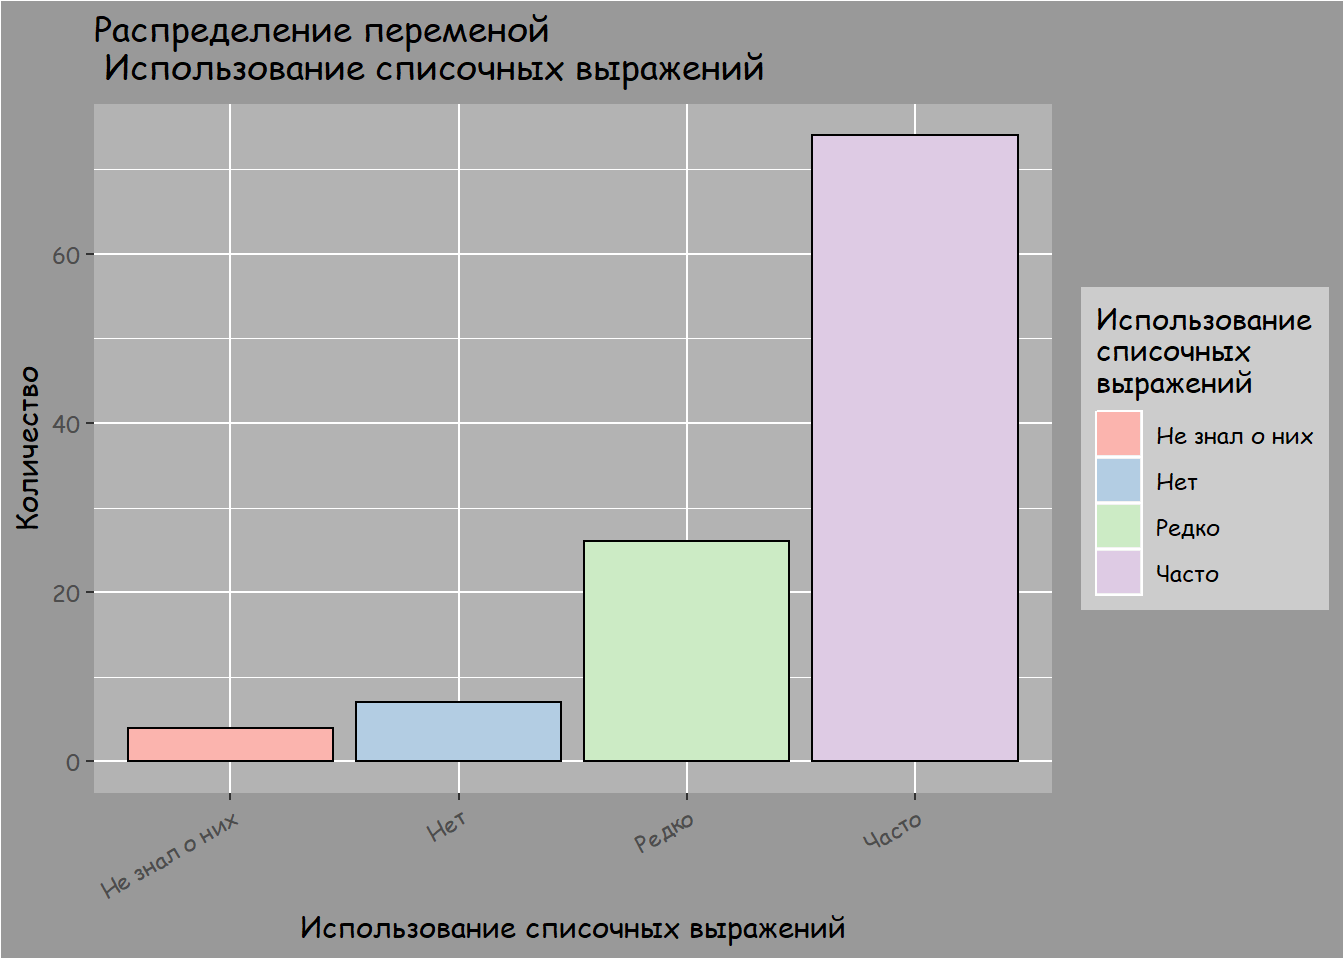 Распределение переменой
Использование списочных выражений
Количество
60
40
20
0
Не знал о них
Нет
Редко
Часто
Использование списочных выражений
Использование
списочных
выражений
Не знал о них
Нет
Редко
Часто